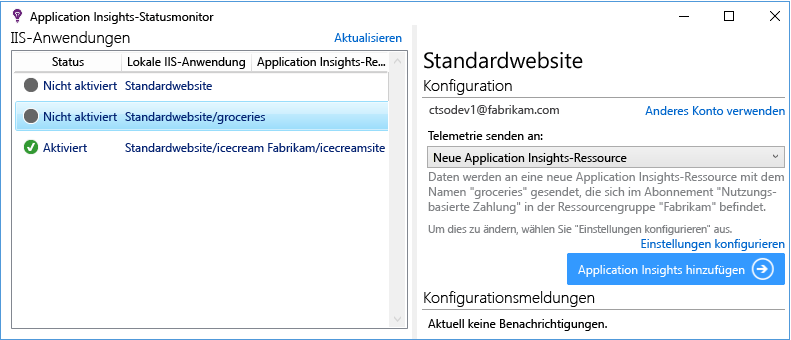 Application Insights-Statusmonitor
IIS-Anwendungen
Aktualisieren
Status Lokale IIS-Anwendung Application Insights-Re...
Nicht aktiviert Standardwebsite
Nicht aktiviert Standardwebsite/groceries
Aktiviert Standardwebsite/icecream Fabrikam/icecreamsite
Standardwebsite
Konfiguration
ctsodev1@fabrikam.com
Anderes Konto verwenden
Telemetrie senden an:
Neue Application Insights-Ressource
Daten werden an eine neue Application Insights-Ressource mit dem
Namen "groceries" gesendet, die sich im Abonnement "Nutzungs-
basierte Zahlung" in der Ressourcengruppe "Fabrikam" befindet.
Um dies zu ändern, wählen Sie "Einstellungen konfigurieren" aus.
Einstellungen konfigurieren
Application Insights hinzufügen
Konfigurationsmeldungen
Aktuell keine Benachrichtigungen.